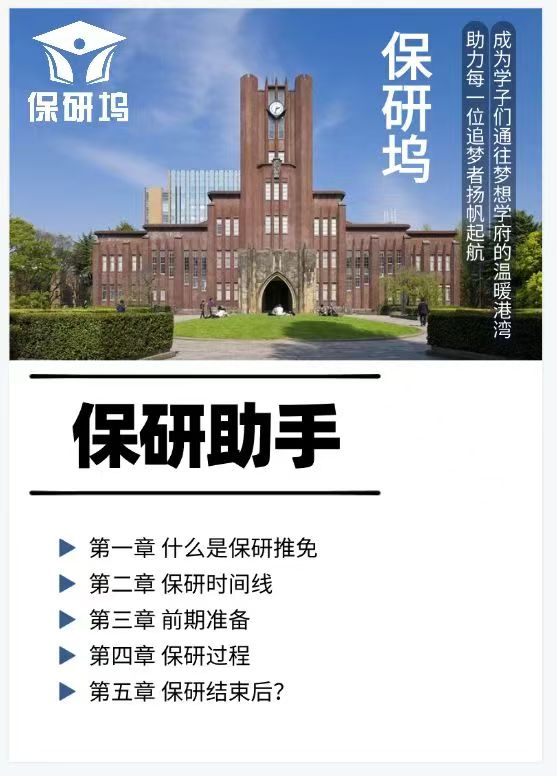 保研坞
保研坞
成为学子们通往梦想学府的温暖港湾
助力每一位追梦者扬帆起航
保研助手
第一章 什么是保研推免
第二章 保研时间线
第三章 前期准备
第四章 保研过程
第五章 保研结束后?